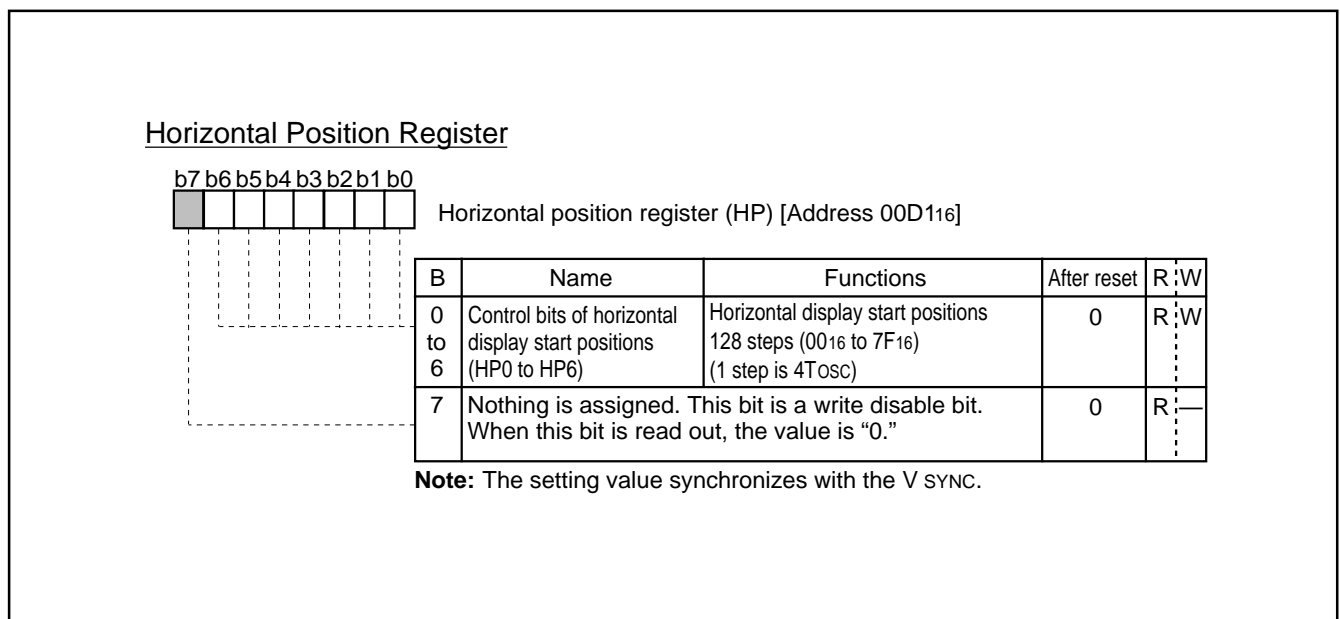 Horizontal Position Register
b7 b6 b5 b4 b3 b2 b1 b0
Horizontal position register (HP) [Address 00D116]
B Name Functions After reset R W
0 to 6 Control bits of horizontal display start positions (HP0 to HP6) Horizontal display start positions 128 steps (0016 to 7F16) (1 step is 4TOSC) 0 R W
7 Nothing is assigned. This bit is a write disable bit. When this bit is read out, the value is “0.” 0 R —
Note: The setting value synchronizes with the V SYNC.